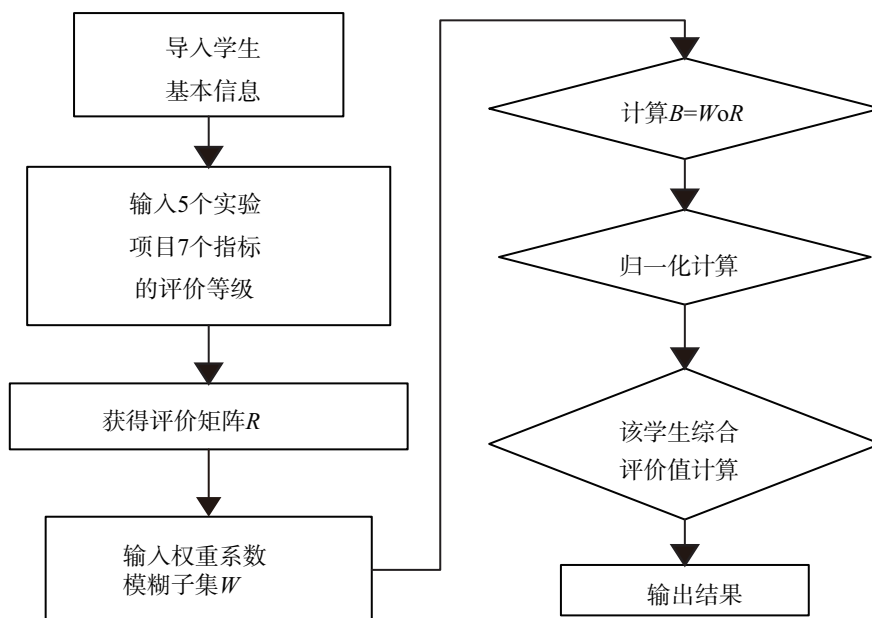 导入学生
基本信息
输入5个实验
项目7个指标
的评价等级
获得评价矩阵R
输入权重系数
模糊子集W
计算B=WoR
归一化计算
该学生综合
评价值计算
输出结果